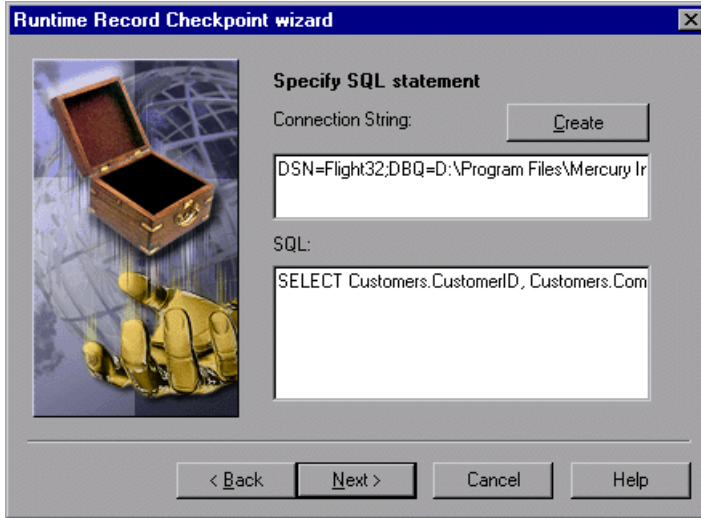 Runtime Record Checkpoint wizard
Specify SQL statement
Connection String:
Create
DSN=Flight32;DBQ=D:\Program Files\Mercury Ir
SQL:
SELECT Customers.CustomerID, Customers.Com
< Back
Next >
Cancel
Help